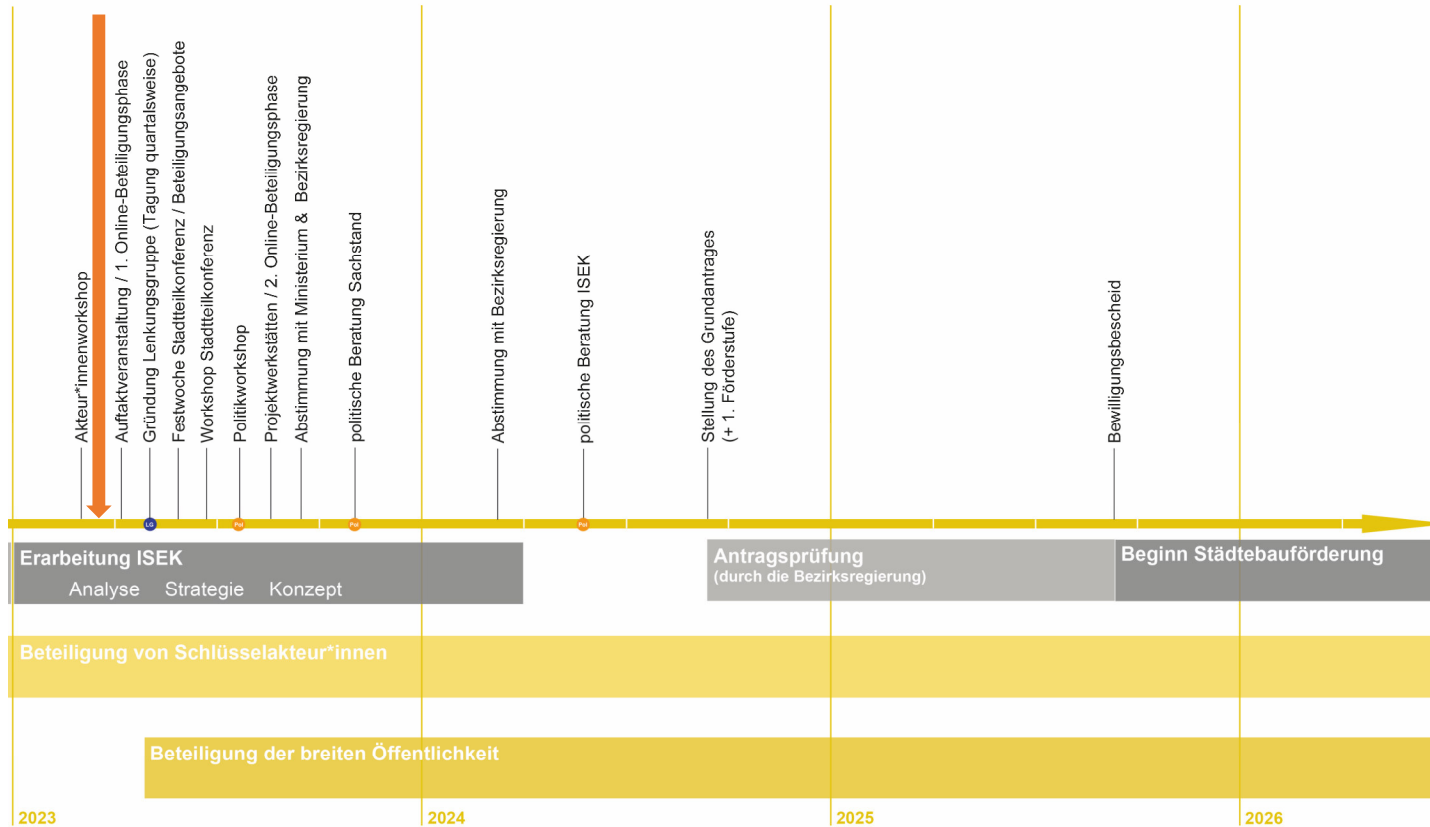 Akteur*innenworkshop
Auftaktveranstaltung / 1. Online-Beteiligungsphase
Gründung Lenkungsgruppe (Tagung quartalsweise)
Festwoche Stadtteilkonferenz / Beteiligungsangebote
Workshop Stadtteilkonferenz
Politikworkshop
Projektwerkstätten / 2. Online-Beteiligungsphase
Abstimmung mit Ministerium & Bezirksregierung
politische Beratung Sachstand
Abstimmung mit Bezirksregierung
politische Beratung ISEK
Stellung des Grundantrages
(+ 1. Förderstufe)
Bewilligungsbescheid
LG
Pol
Pol
Pol
Erarbeitung ISEK
Analyse Strategie Konzept
Antragsprüfung
(durch die Bezirksregierung)
Beginn Städtebauförderung
Beteiligung von Schlüsselakteur*innen
Beteiligung der breiten Öffentlichkeit
2023
2024
2025
2026